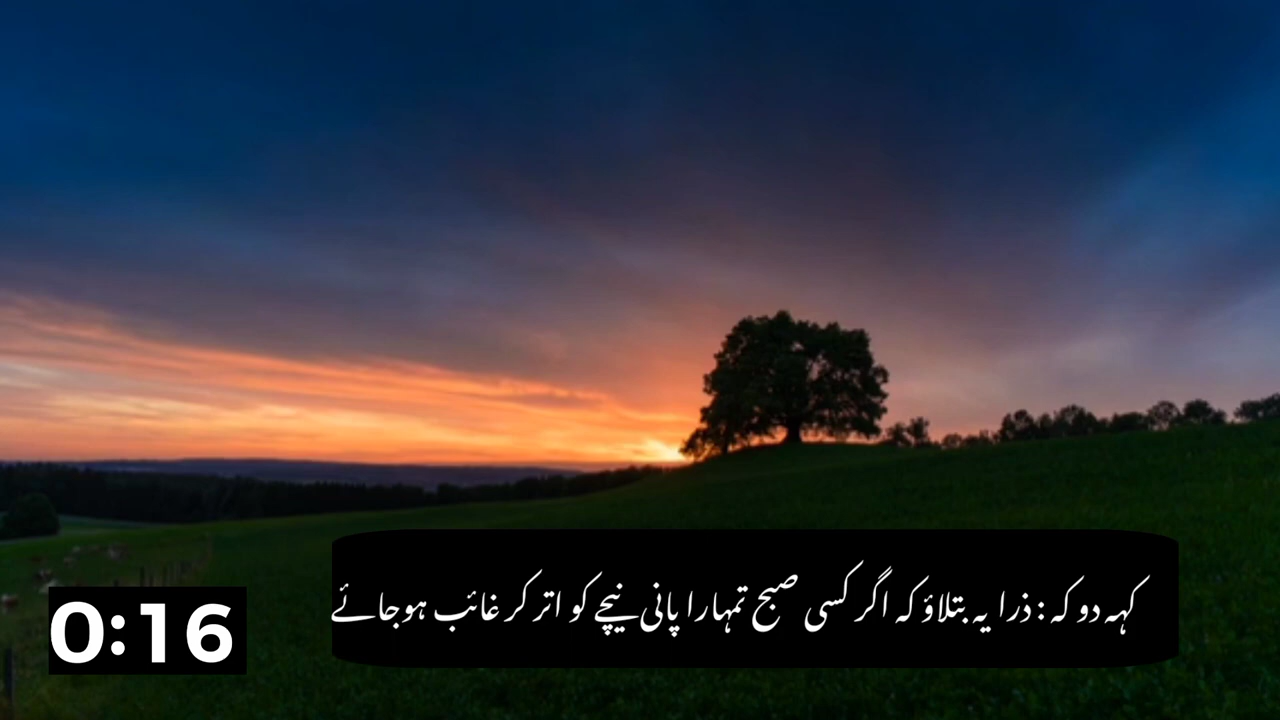 کہہ دو کہ : ذرا یہ بتلاؤ کہ اگر کسی صبح تمہارا پانی نیچے کو اتر کر غائب ہوجائے
0:16